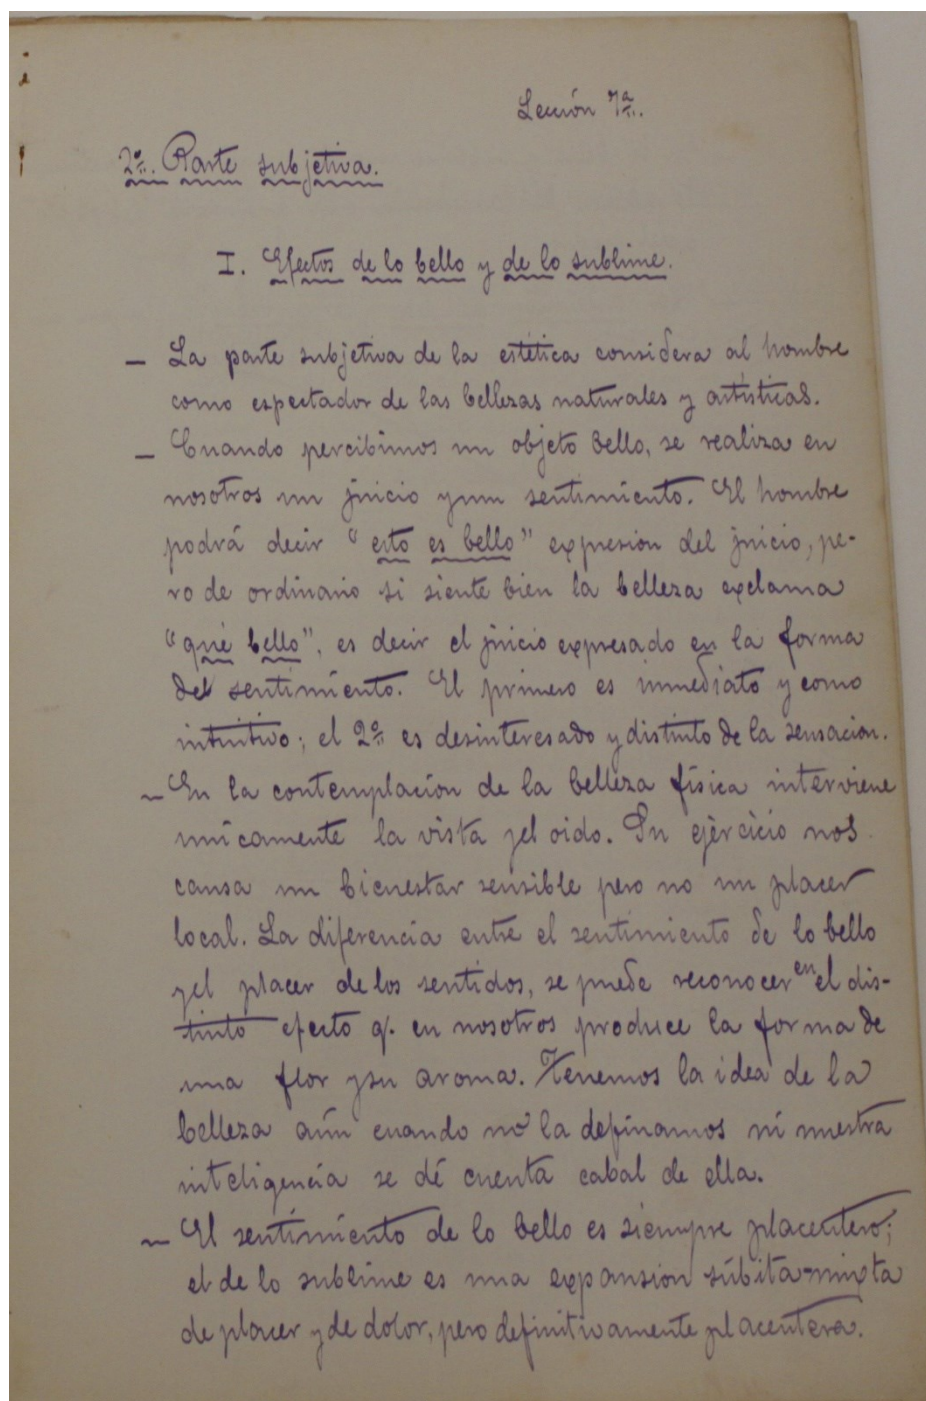 Lección 7ª.
2ª. Parte subjetiva.
I. Efectos de lo bello y de lo sublime.
– La parte subjetiva de la estética considera al hombre
como espectador de las bellezas naturales y artísticas.
– Cuando percibimos un objeto bello, se realiza en
nosotros un juicio y un sentimiento. El hombre
podrá decir "esto es bello" expresion del juicio, pe-
ro de ordinario si siente bien la belleza exclama
"qué bello", es decir el juicio expresado en la forma
del sentimiento. El primero es inmediato y como
intuitivo; el 2º es desinteresado y distinto de la sensacion.
– En la contemplación de la belleza física interviene
unicamente la vista y el oido. Su ejercicio nos
causa un bienestar sensible pero no un placer
local. La diferencia entre el sentimiento de lo bello
y el placer de los sentidos, se puede reconocer en el dis-
tinto efecto q. en nosotros produce la forma de
una flor y su aroma. Tenemos la idea de la
belleza aún cuando no la definamos ni nuestra
inteligencia se dé cuenta cabal de ella.
– El sentimiento de lo bello es siempre placentero;
el de lo sublime es una expansion súbita mixta
de placer y de dolor, pero definitivamente placentera.